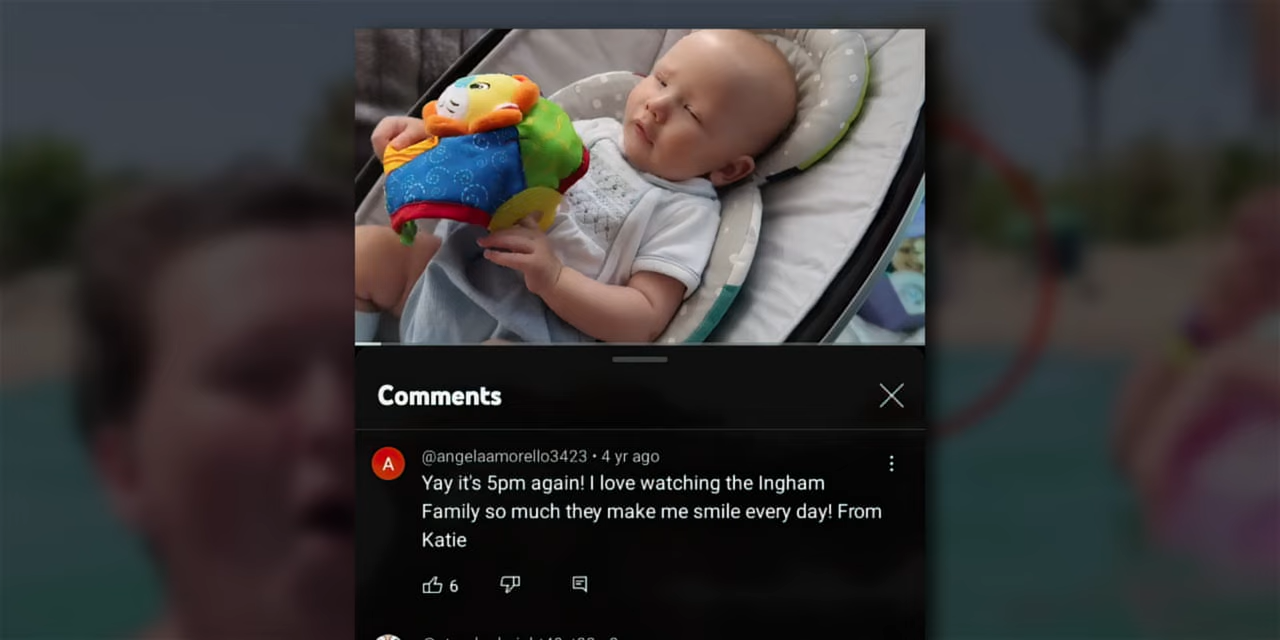 Comments
A
@angelaamorello3423 • 4 yr ago
Yay it's 5pm again! I love watching the Ingham
Family so much they make me smile every day! From
Katie
6